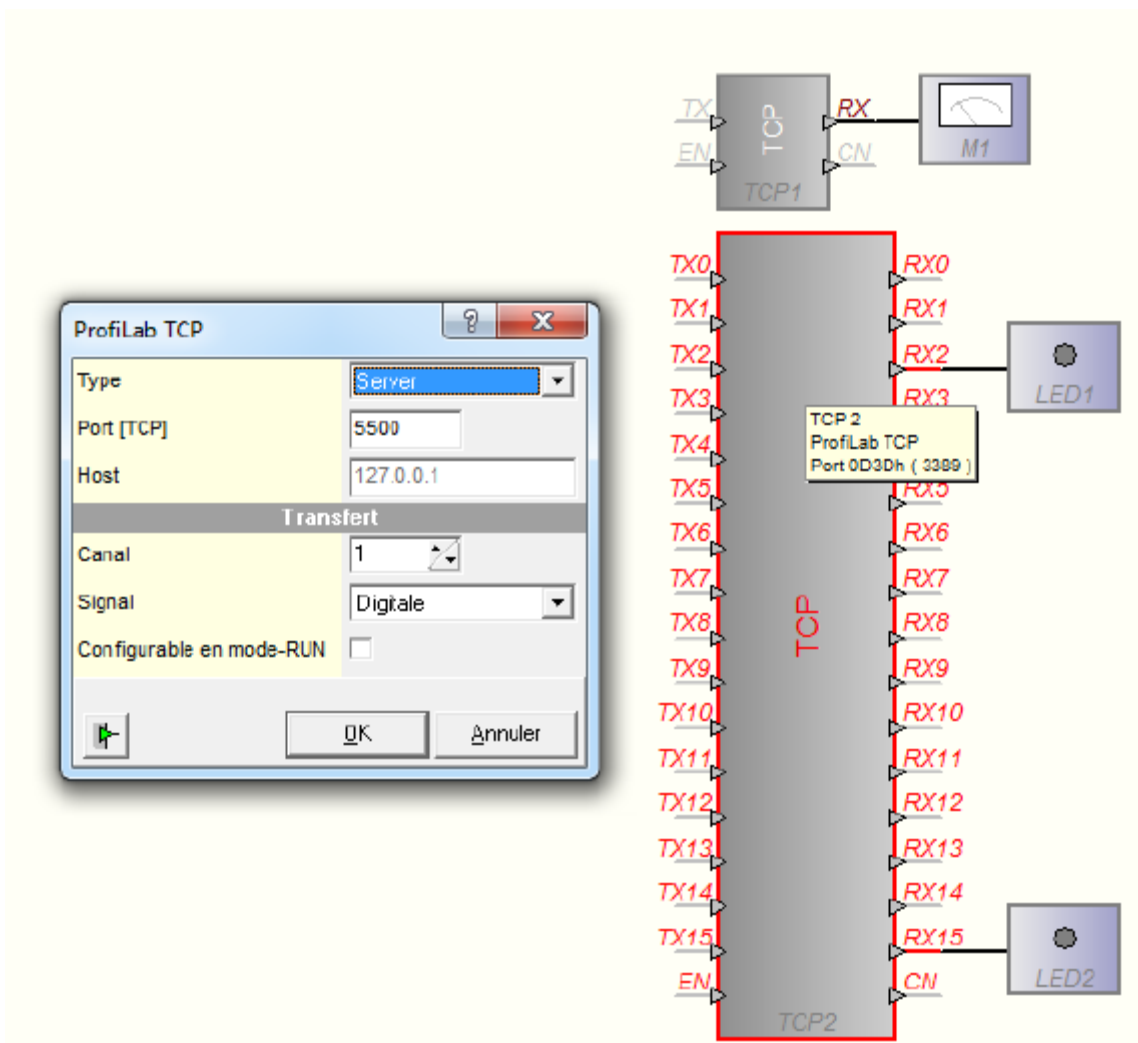 ProfiLab TCP
Type Server
Port [TCP] 5500
Host 127.0.0.1
Transfert
Canal 1
Signal Digitale
Configurable en mode-RUN
OK Annuler
TX TCP RX
EN CN M1
TCP1
TX0 RX0
TX1 RX1
TX2 RX2
TX3 RX3 LED1
TCP 2
ProfiLab TCP
TX4
Port 0D3Dh ( 3389 )
TX5 RX5
TX6 RX6
TX7 RX7
TX8 TCP RX8
TX9 RX9
TX10 RX10
TX11 RX11
TX12 RX12
TX13 RX13
TX14 RX14
TX15 RX15
EN CN LED2
TCP2